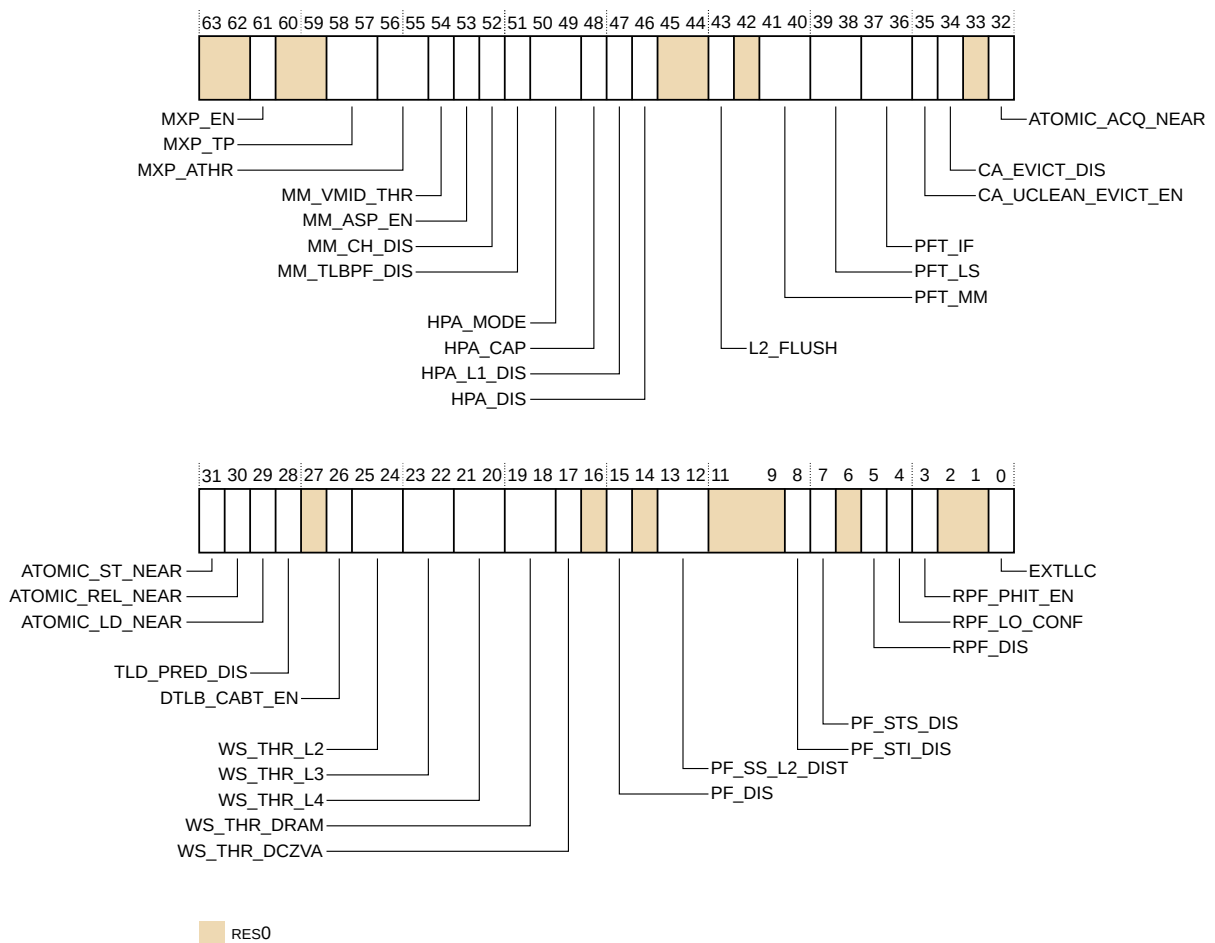 63 62 61 60 59 58 57 56 55 54 53 52 51 50 49 48 47 46 45 44 43 42 41 40 39 38 37 36 35 34 33 32
MXP_EN ATOMIC_ACQ_NEAR
MXP_TP
MXP_ATHR CA_EVICT_DIS
MM_VMID_THR CA_UCLEAN_EVICT_EN
MM_ASP_EN
MM_CH_DIS PFT_IF
MM_TLBPF_DIS PFT_LS
PFT_MM
HPA_MODE
HPA_CAP L2_FLUSH
HPA_L1_DIS
HPA_DIS
31 30 29 28 27 26 25 24 23 22 21 20 19 18 17 16 15 14 13 12 11 9 8 7 6 5 4 3 2 1 0
ATOMIC_ST_NEAR EXTLLC
ATOMIC_REL_NEAR RPF_PHIT_EN
ATOMIC_LD_NEAR RPF_LO_CONF
RPF_DIS
TLD_PRED_DIS
DTLB_CABT_EN
PF_STS_DIS
WS_THR_L2 PF_STI_DIS
WS_THR_L3 PF_SS_L2_DIST
WS_THR_L4 PF_DIS
WS_THR_DRAM
WS_THR_DCZVA
RES0